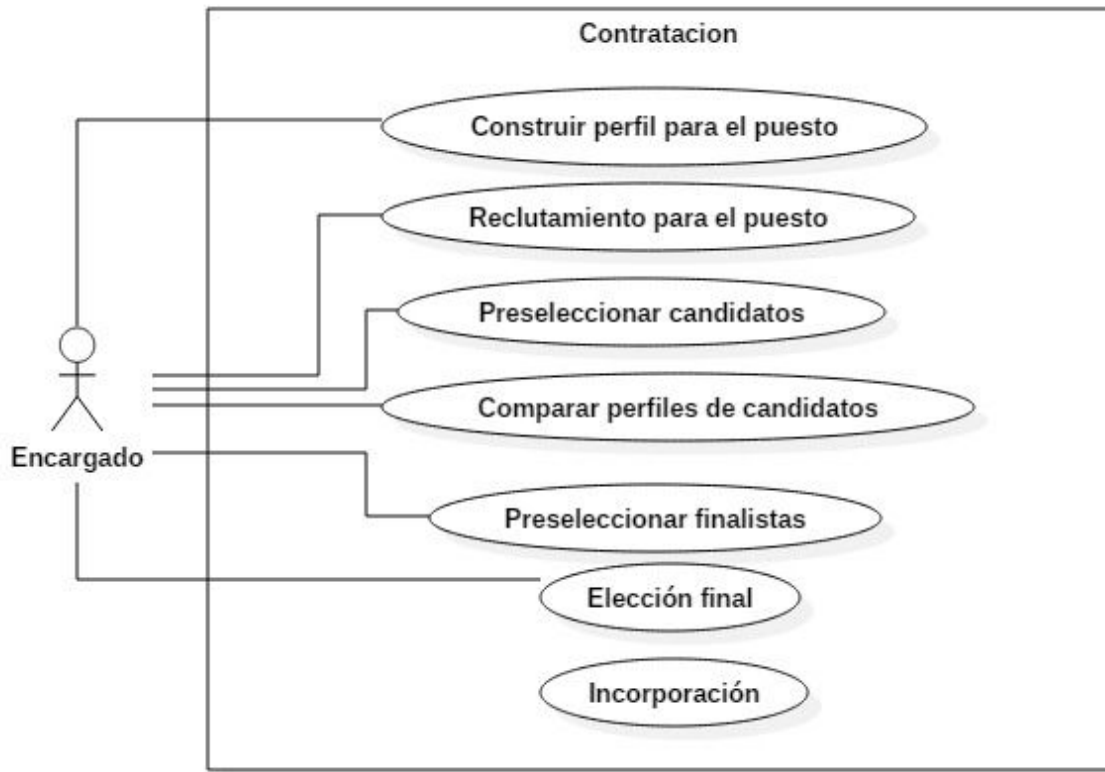 Contratacion
Construir perfil para el puesto
Reclutamiento para el puesto
Preseleccionar candidatos
Comparar perfiles de candidatos
Encargado
Preseleccionar finalistas
Elección final
Incorporación